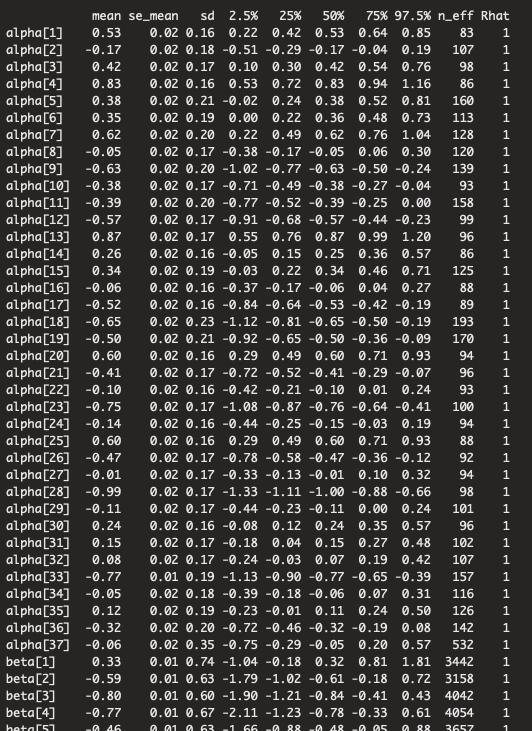 mean se_mean sd 2.5% 25% 50% 75% 97.5% n_eff Rhat
alpha[1] 0.53 0.02 0.16 0.22 0.42 0.53 0.64 0.85 83 1
alpha[2] -0.17 0.02 0.18 -0.51 -0.29 -0.17 -0.04 0.19 107 1
alpha[3] 0.42 0.02 0.17 0.10 0.30 0.42 0.54 0.76 98 1
alpha[4] 0.83 0.02 0.16 0.53 0.72 0.83 0.94 1.16 86 1
alpha[5] 0.38 0.02 0.21 -0.02 0.24 0.38 0.52 0.81 160 1
alpha[6] 0.35 0.02 0.19 0.00 0.22 0.36 0.48 0.73 113 1
alpha[7] 0.62 0.02 0.20 0.22 0.49 0.62 0.76 1.04 128 1
alpha[8] -0.05 0.02 0.17 -0.38 -0.17 -0.05 0.06 0.30 120 1
alpha[9] -0.63 0.02 0.20 -1.02 -0.77 -0.63 -0.50 -0.24 139 1
alpha[10] -0.38 0.02 0.17 -0.71 -0.49 -0.38 -0.27 -0.04 93 1
alpha[11] -0.39 0.02 0.20 -0.77 -0.52 -0.39 -0.25 0.00 158 1
alpha[12] -0.57 0.02 0.17 -0.91 -0.68 -0.57 -0.44 -0.23 99 1
alpha[13] 0.87 0.02 0.17 0.55 0.76 0.87 0.99 1.20 96 1
alpha[14] 0.26 0.02 0.16 -0.05 0.15 0.25 0.36 0.57 86 1
alpha[15] 0.34 0.02 0.19 -0.03 0.22 0.34 0.46 0.71 125 1
alpha[16] -0.06 0.02 0.16 -0.37 -0.17 -0.06 0.04 0.27 88 1
alpha[17] -0.52 0.02 0.16 -0.84 -0.64 -0.53 -0.42 -0.19 89 1
alpha[18] -0.65 0.02 0.23 -1.12 -0.81 -0.65 -0.50 -0.19 193 1
alpha[19] -0.50 0.02 0.21 -0.92 -0.65 -0.50 -0.36 -0.09 170 1
alpha[20] 0.60 0.02 0.16 0.29 0.49 0.60 0.71 0.93 94 1
alpha[21] -0.41 0.02 0.17 -0.72 -0.52 -0.41 -0.29 -0.07 96 1
alpha[22] -0.10 0.02 0.16 -0.42 -0.21 -0.10 0.01 0.24 93 1
alpha[23] -0.75 0.02 0.17 -1.08 -0.87 -0.76 -0.64 -0.41 100 1
alpha[24] -0.14 0.02 0.16 -0.44 -0.25 -0.15 -0.03 0.19 94 1
alpha[25] 0.60 0.02 0.16 0.29 0.49 0.60 0.71 0.93 88 1
alpha[26] -0.47 0.02 0.17 -0.78 -0.58 -0.47 -0.36 -0.12 92 1
alpha[27] -0.01 0.02 0.17 -0.33 -0.13 -0.01 0.10 0.32 94 1
alpha[28] -0.99 0.02 0.17 -1.33 -1.11 -1.00 -0.88 -0.66 98 1
alpha[29] -0.11 0.02 0.17 -0.44 -0.23 -0.11 0.00 0.24 101 1
alpha[30] 0.24 0.02 0.16 -0.08 0.12 0.24 0.35 0.57 96 1
alpha[31] 0.15 0.02 0.17 -0.18 0.04 0.15 0.27 0.48 102 1
alpha[32] 0.08 0.02 0.17 -0.24 -0.03 0.07 0.19 0.42 107 1
alpha[33] -0.77 0.01 0.19 -1.13 -0.90 -0.77 -0.65 -0.39 157 1
alpha[34] -0.05 0.02 0.18 -0.39 -0.18 -0.06 0.07 0.31 116 1
alpha[35] 0.12 0.02 0.19 -0.23 -0.01 0.11 0.24 0.50 126 1
alpha[36] -0.32 0.02 0.20 -0.72 -0.46 -0.32 -0.19 0.08 142 1
alpha[37] -0.06 0.02 0.35 -0.75 -0.29 -0.05 0.20 0.57 532 1
beta[1] 0.33 0.01 0.74 -1.04 -0.18 0.32 0.81 1.81 3442 1
beta[2] -0.59 0.01 0.63 -1.79 -1.02 -0.61 -0.18 0.72 3158 1
beta[3] -0.80 0.01 0.60 -1.90 -1.21 -0.84 -0.41 0.43 4042 1
beta[4] -0.77 0.01 0.67 -2.11 -1.23 -0.78 -0.33 0.61 4054 1
beta[5] -0.46 0.01 0.63 -1.66 -0.88 -0.48 -0.05 0.88 3657 1